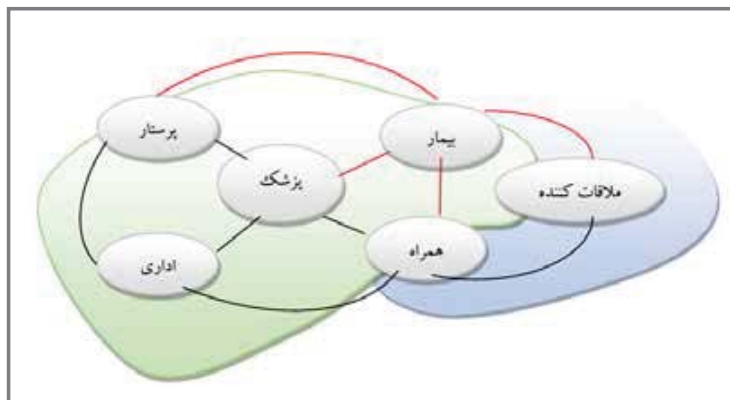 بیمار
پرستار
پزشک
ملاقات کننده
همراه
اداری